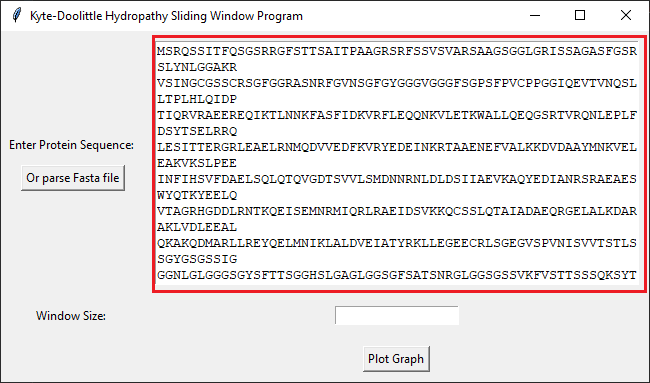 Kyte-Doolittle Hydropathy Sliding Window Program
MSRQSSITFQSGSRRGFSTTSAITPAAGRSRFSSVSVARSAAGSGGLGRISSAGASFGSR
SLYNLGGAKR
VSINGCGSSCRSGFGGRASNRFGVNSGFGYGGGVGGGFSGPSFPVCPPGGIQEVTVNQSL
LTPLHLQIDP
TIQRVRAEEREQIKTLNNKFASFIDKVRFLEQQNKVLETKWALLQEQGSRTVRQNLEPLF
DSYTSELRRQ
LESITTERGRLEAELRNMQDVVEDFKVRYEDEINKRTAAENEFVALKKDVDAAYMNKVEL
EAKVKSLPEE
INFIHSVFDAELSQLQTQVGDTSVVLSMDNNRNLDLDSIIAEVKAQYEDIANRSRAEAES
WYQTKYEELQ
VTAGRHGDDLRNTKQEISEMNRMIQRLRAEIDSVKKQCSSLQTAIADAEQRGELALKDAR
AKLVDLEEAL
QKAKQDMARLLREYQELMNIKLALDVEIATYRKLLEGEECRLSGEGVSPVNISVVTSTLS
SGYGSGSSIG
GGNLGLGGGSGYSFTTSGGHSLGAGLGGSGFSATSNRGLGGSGSSVKFVSTTSSSQKSYT
Enter Protein Sequence:
Or parse Fasta file
Window Size:
Plot Graph